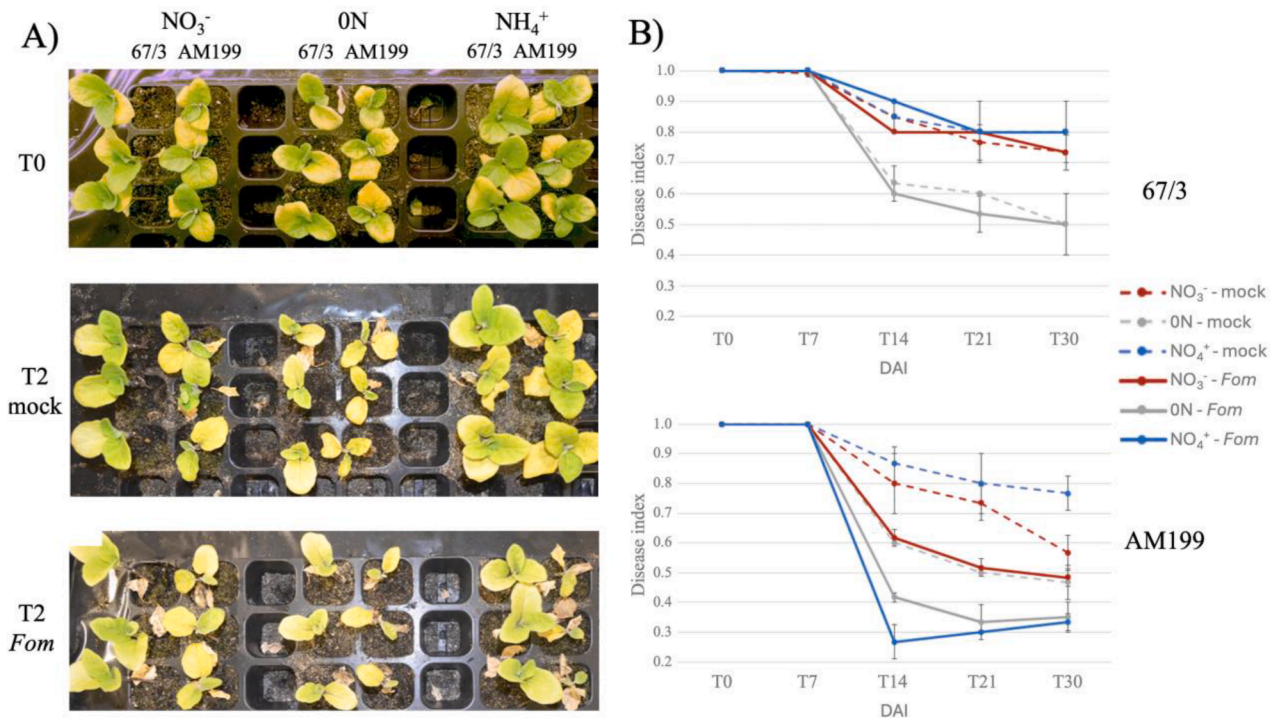 A)
NO₃⁻ 0N NH₄⁺
67/3 AM199 67/3 AM199 67/3 AM199
T0
T2
mock
T2
Fom
B)
1.0
0.9
0.8
0.7
0.6
0.5
0.4
0.3
0.2
Disease index
T0 T7 T14 T21 T30
DAI
67/3
NO₃⁻ - mock
0N - mock
NO₄⁺ - mock
NO₃⁻ - Fom
0N - Fom
NO₄⁺ - Fom
1.0
0.9
0.8
0.7
0.6
0.5
0.4
0.3
0.2
Disease index
T0 T7 T14 T21 T30
DAI
AM199